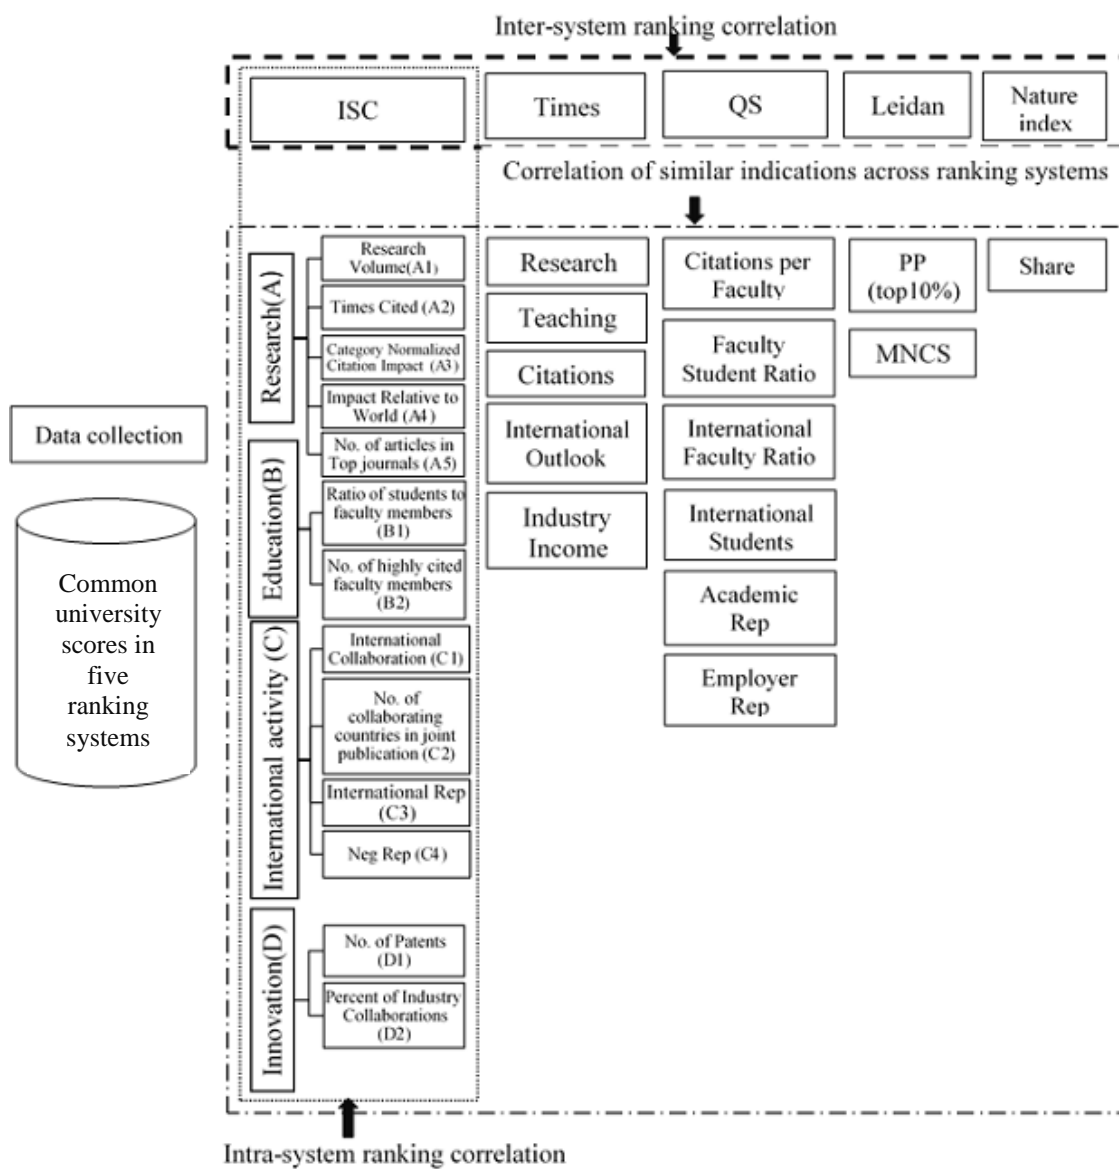 Inter-system ranking correlation
ISC
Times
QS
Leidan
Nature
index
Correlation of similar indications across ranking systems
Data collection
Common
university
scores in
five
ranking
systems
Research(A)
Research
Volume(A1)
Times Cited (A2)
Category Normalized
Citation Impact (A3)
Impact Relative to
World (A4)
No. of articles in
Top journals (A5)
Education(B)
Ratio of students to
faculty members
(B1)
No. of highly cited
faculty members
(B2)
International activity (C)
International
Collaboration (C1)
No. of
collaborating
countries in joint
publication (C2)
International Rep
(C3)
Neg Rep (C4)
Innovation(D)
No. of Patents
(D1)
Percent of Industry
Collaborations
(D2)
Research
Teaching
Citations
International
Outlook
Industry
Income
Citations per
Faculty
Faculty
Student Ratio
International
Faculty Ratio
International
Students
Academic
Rep
Employer
Rep
PP
(top10%)
MNCS
Share
Intra-system ranking correlation